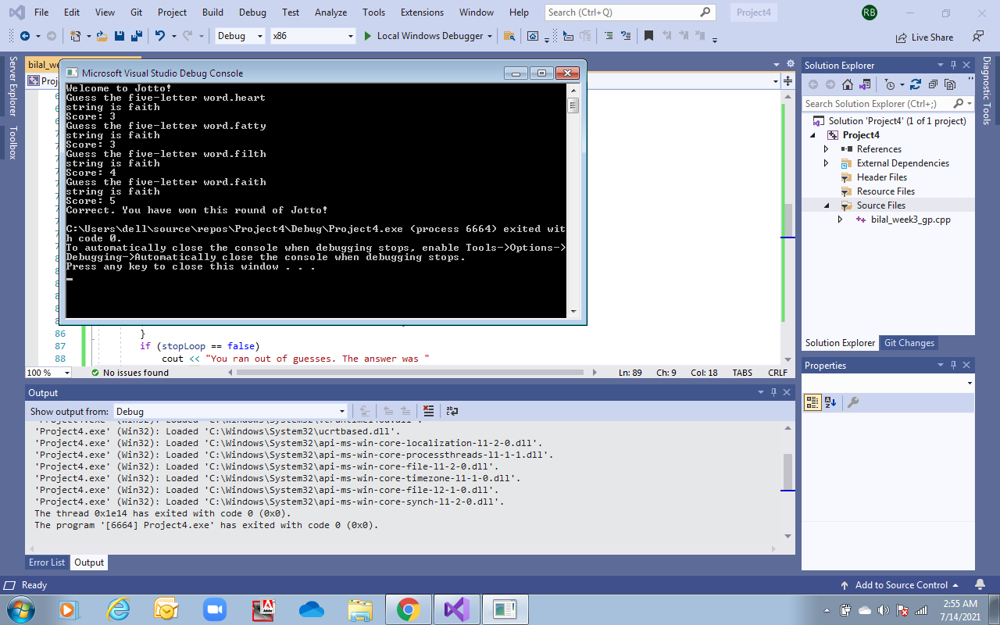 File Edit View Git Project Build Debug Test Analyze Tools Extensions Window Help Search (Ctrl+Q) Project4 RB
Debug x86 Local Windows Debugger Live Share
Server Explorer
Toolbox
Microsoft Visual Studio Debug Console
Welcome to Jotto!
Guess the five-letter word.heart
string is faith
Score: 3
Guess the five-letter word.fatty
string is faith
Score: 3
Guess the five-letter word.filth
string is faith
Score: 4
Guess the five-letter word.faith
string is faith
Score: 5
Correct. You have won this round of Jotto!
C:\Users\dell\source\repos\Project4\Debug\Project4.exe (process 6664) exited wit
h code 0.
To automatically close the console when debugging stops, enable Tools->Options->
Debugging->Automatically close the console when debugging stops.
Press any key to close this window . . .
86 }
87 if (stopLoop == false)
88 cout << "You ran out of guesses. The answer was "
100 % No issues found Ln: 89 Ch: 9 Col: 18 TABS CRLF
Output
Show output from: Debug
'Project4.exe' (Win32): Loaded 'C:\Windows\System32\ucrtbased.dll'.
'Project4.exe' (Win32): Loaded 'C:\Windows\System32\api-ms-win-core-localization-l1-2-0.dll'.
'Project4.exe' (Win32): Loaded 'C:\Windows\System32\api-ms-win-core-processthreads-l1-1-1.dll'.
'Project4.exe' (Win32): Loaded 'C:\Windows\System32\api-ms-win-core-file-l1-2-0.dll'.
'Project4.exe' (Win32): Loaded 'C:\Windows\System32\api-ms-win-core-timezone-l1-1-0.dll'.
'Project4.exe' (Win32): Loaded 'C:\Windows\System32\api-ms-win-core-file-l2-1-0.dll'.
'Project4.exe' (Win32): Loaded 'C:\Windows\System32\api-ms-win-core-synch-l1-2-0.dll'.
The thread 0x1e14 has exited with code 0 (0x0).
The program '[6664] Project4.exe' has exited with code 0 (0x0).
Error List Output
Solution Explorer
Search Solution Explorer (Ctrl+;)
Solution 'Project4' (1 of 1 project)
Project4
References
External Dependencies
Header Files
Resource Files
Source Files
bilal_week3_gp.cpp
Solution Explorer Git Changes
Properties
Diagnostic Tools
Ready Add to Source Control
2:55 AM
7/14/2021